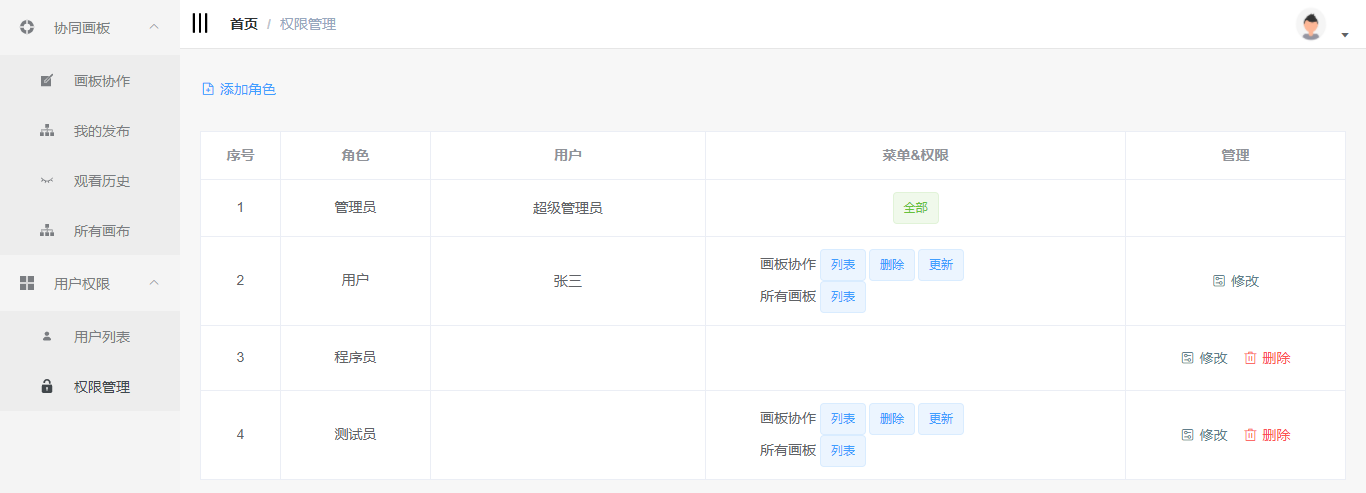 协同画板
画板协作
我的发布
观看历史
所有画布
用户权限
用户列表
权限管理
首页 / 权限管理
添加角色
序号 角色 用户 菜单&权限 管理
1 管理员 超级管理员 全部
2 用户 张三 画板协作 列表 删除 更新 修改
所有画板 列表
3 程序员 修改 删除
4 测试员 画板协作 列表 删除 更新 修改 删除
所有画板 列表